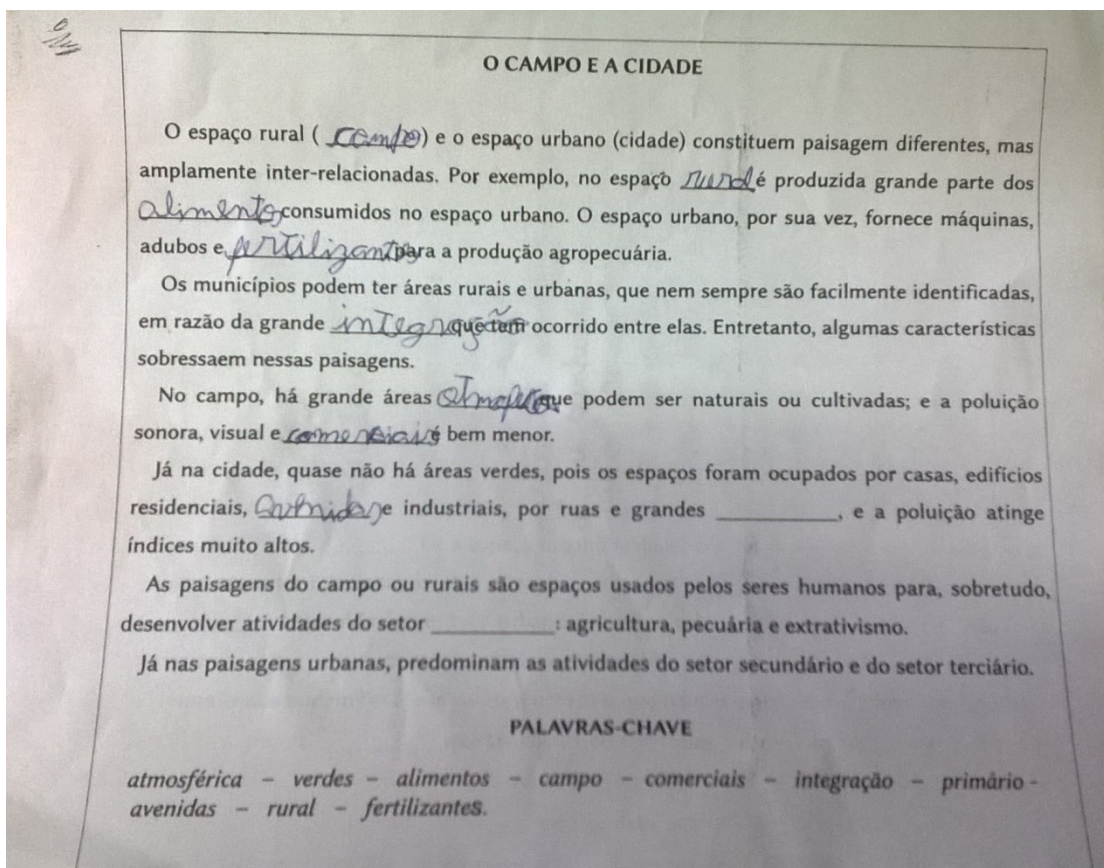 O CAMPO E A CIDADE
O espaço rural ( campo) e o espaço urbano (cidade) constituem paisagem diferentes, mas
amplamente inter-relacionadas. Por exemplo, no espaço rural é produzida grande parte dos
alimentos consumidos no espaço urbano. O espaço urbano, por sua vez, fornece máquinas,
adubos e fertilizantes para a produção agropecuária.
Os municípios podem ter áreas rurais e urbanas, que nem sempre são facilmente identificadas,
em razão da grande integração que tem ocorrido entre elas. Entretanto, algumas características
sobressaem nessas paisagens.
No campo, há grande áreas que podem ser naturais ou cultivadas; e a poluição
sonora, visual e comerciais é bem menor.
Já na cidade, quase não há áreas verdes, pois os espaços foram ocupados por casas, edifícios
residenciais, e industriais, por ruas e grandes __________, e a poluição atinge
índices muito altos.
As paisagens do campo ou rurais são espaços usados pelos seres humanos para, sobretudo,
desenvolver atividades do setor __________: agricultura, pecuária e extrativismo.
Já nas paisagens urbanas, predominam as atividades do setor secundário e do setor terciário.
PALAVRAS-CHAVE
atmosférica – verdes – alimentos – campo – comerciais – integração – primário -
avenidas – rural – fertilizantes.